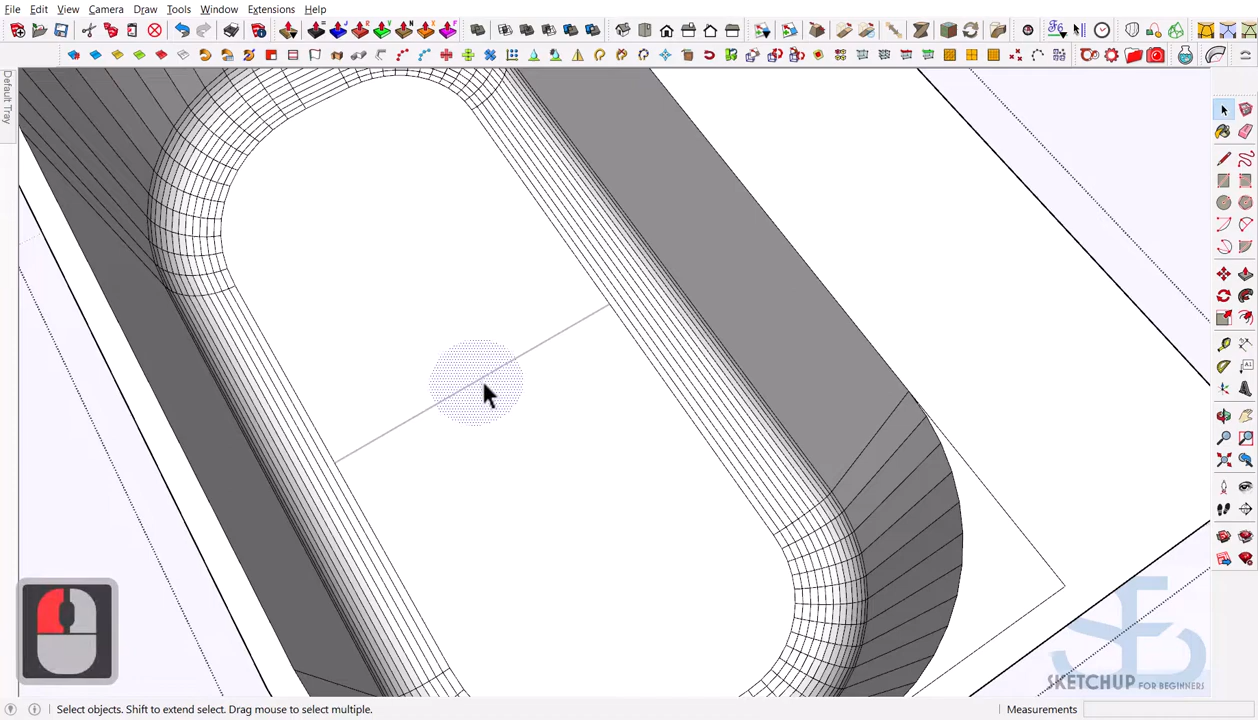 File Edit View Camera Draw Tools Window Extensions Help
Default Tray
A1
SKETCHUP FOR BEGINNERS
Select objects. Shift to extend select. Drag mouse to select multiple.
Measurements